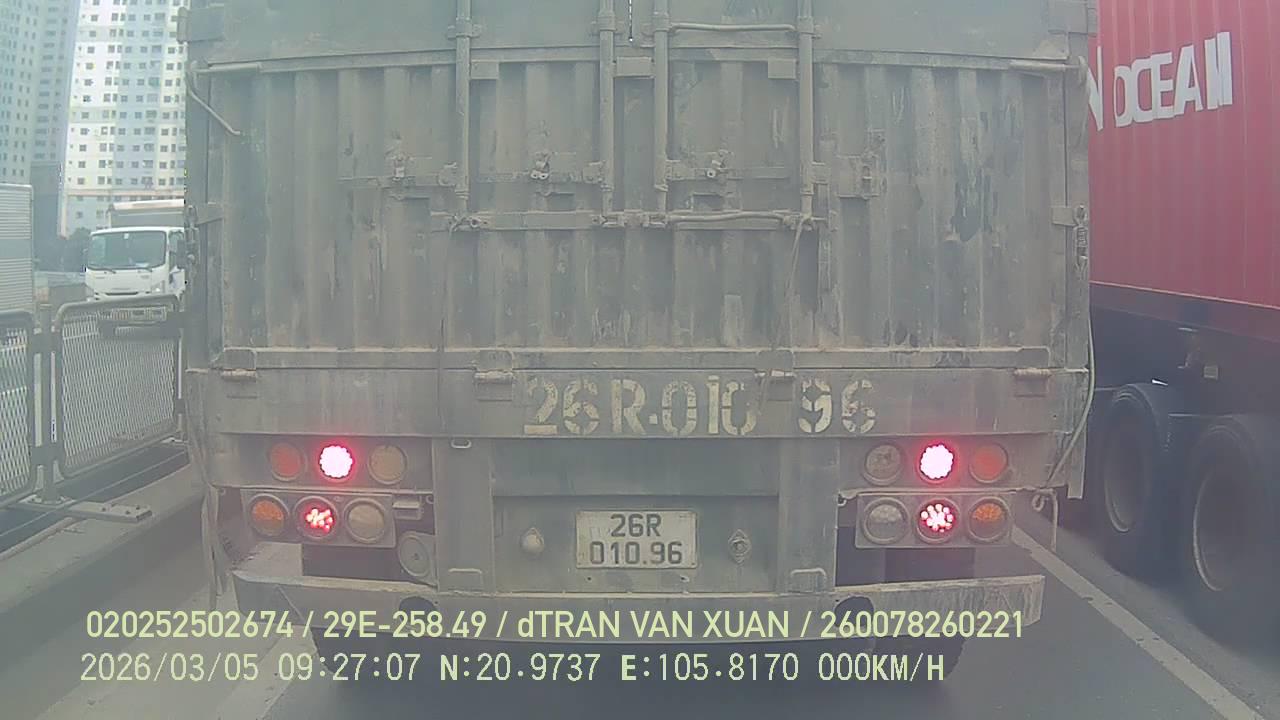 N OCEAN
26R-010 96
26R
010.96
020252502674 / 29E-258.49 / dTRAN VAN XUAN / 260078260221
2026/03/05 09:27:07 N:20.9737 E:105.8170 000KM/H